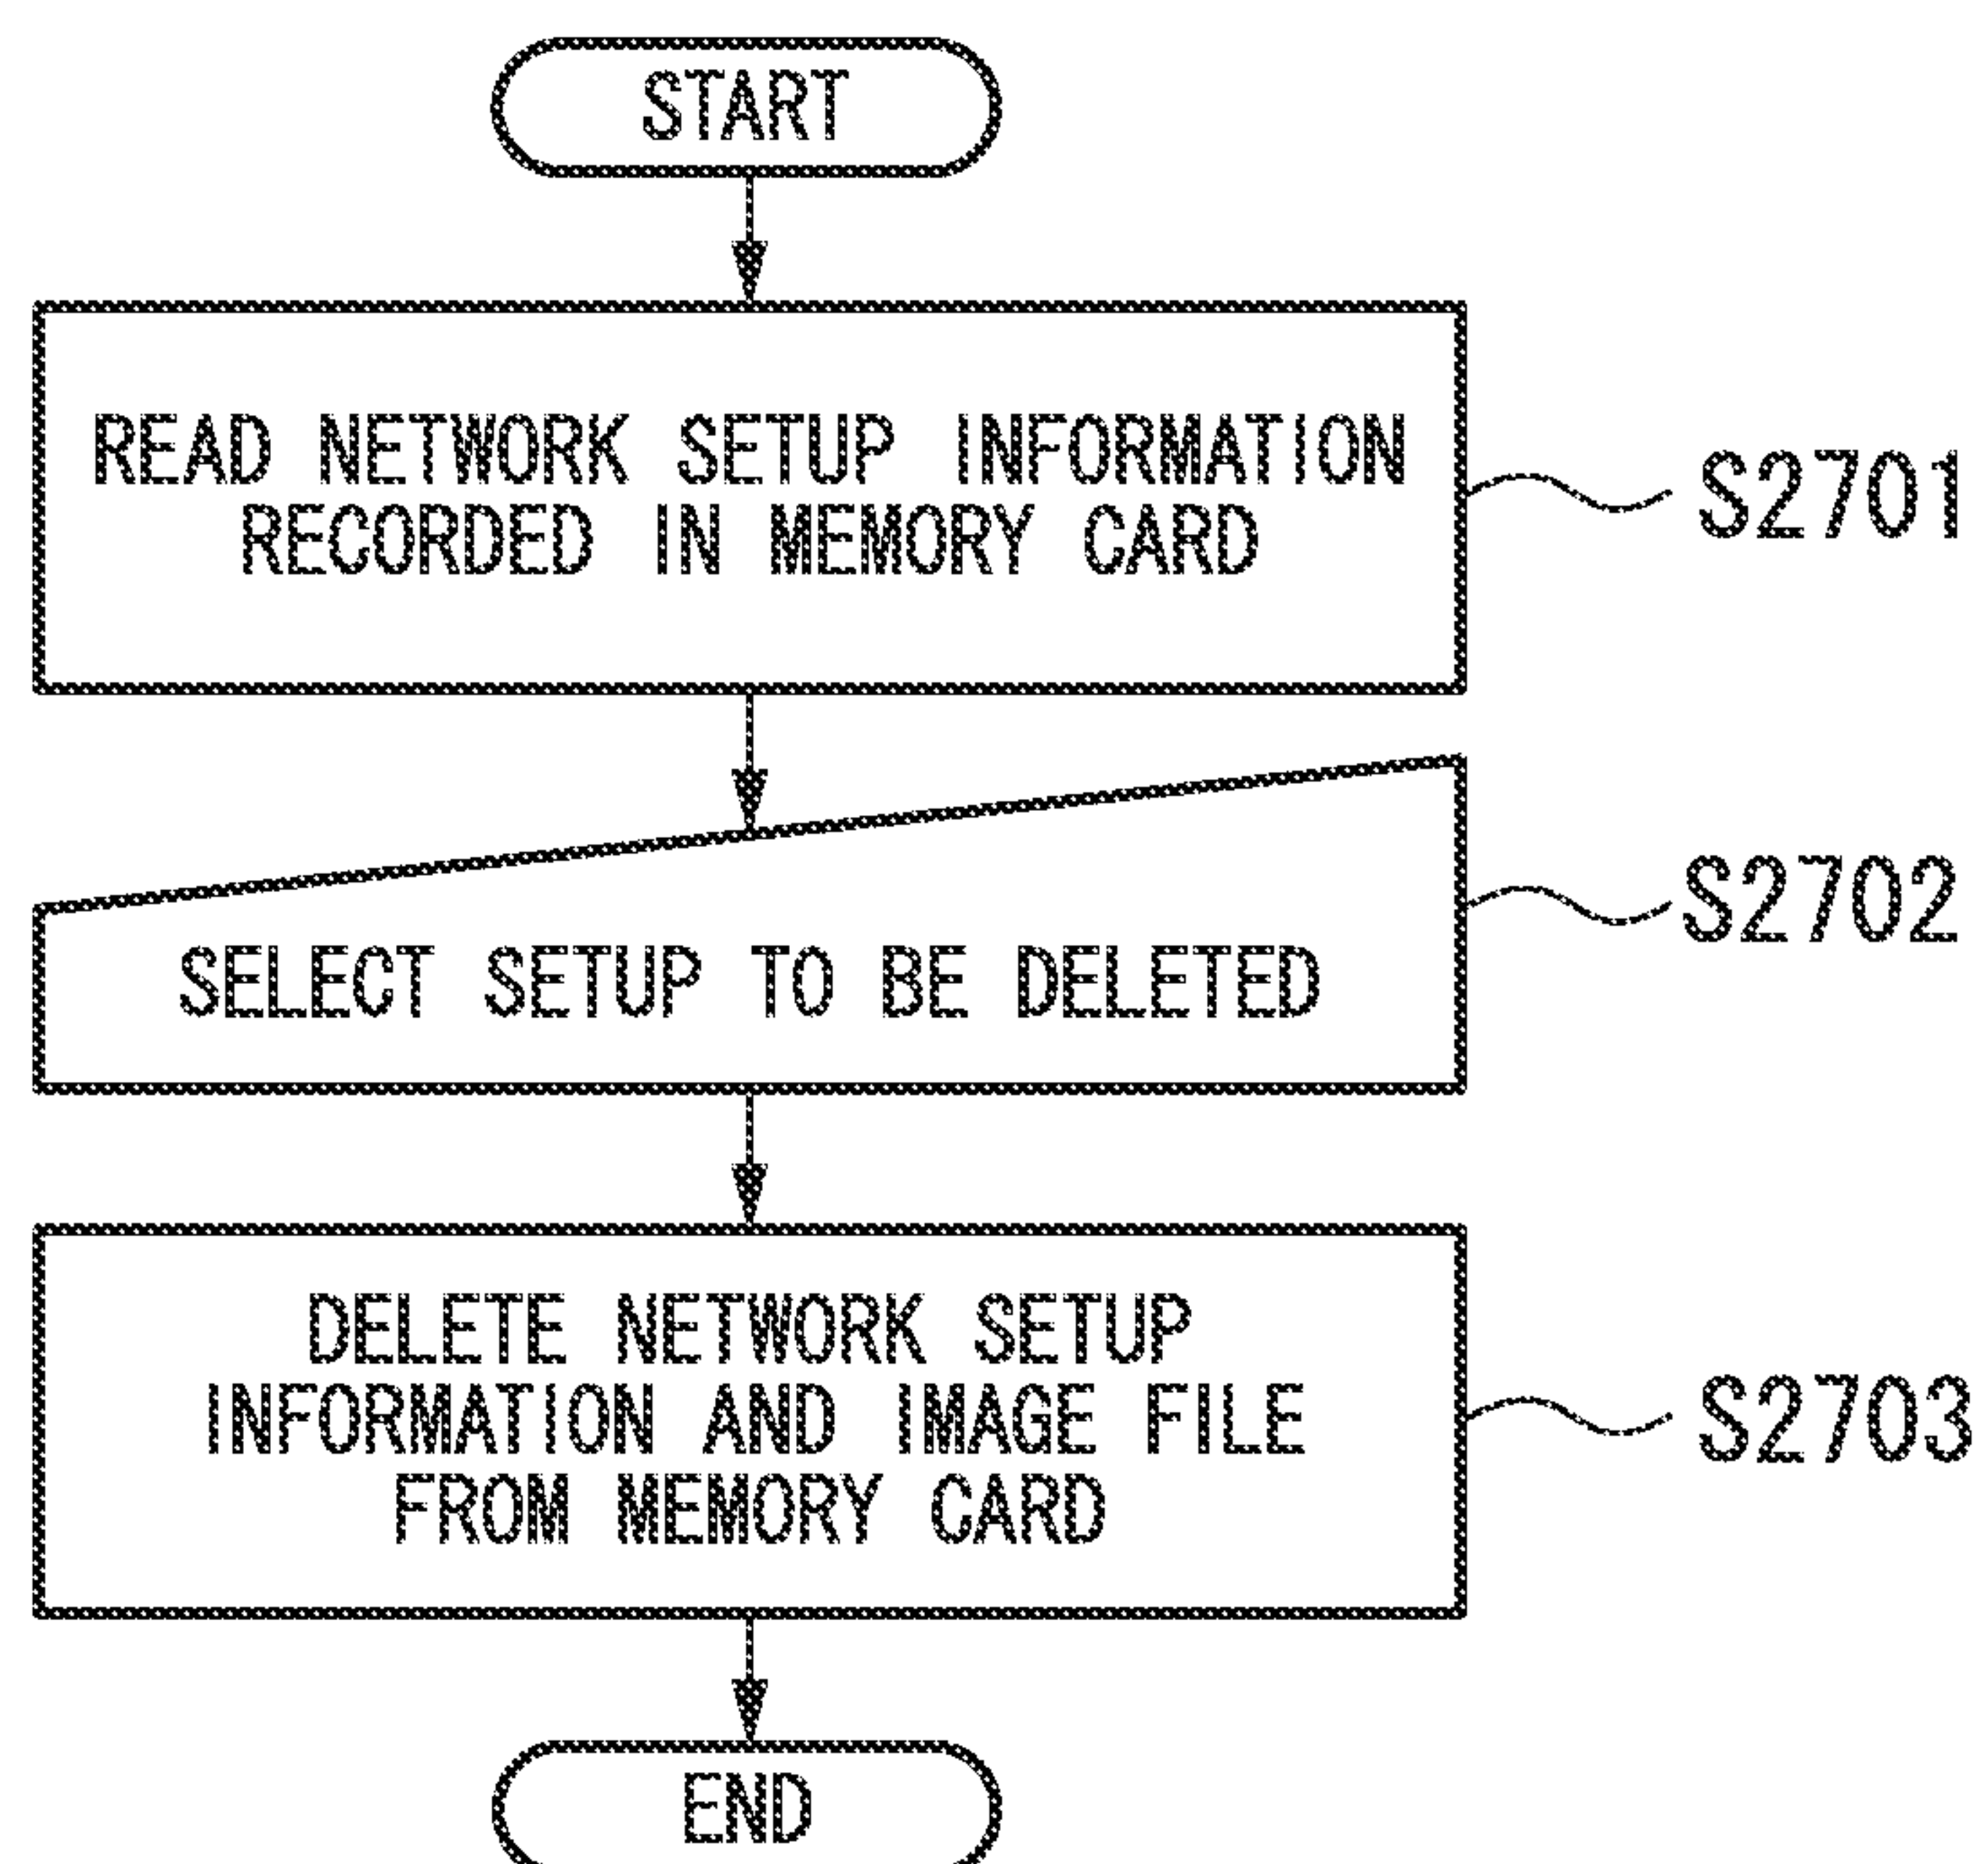 START
READ NETWORK SETUP INFORMATION
RECORDED IN MEMORY CARD
S2701
SELECT SETUP TO BE DELETED
S2702
DELETE NETWORK SETUP
INFORMATION AND IMAGE FILE
FROM MEMORY CARD
S2703
END